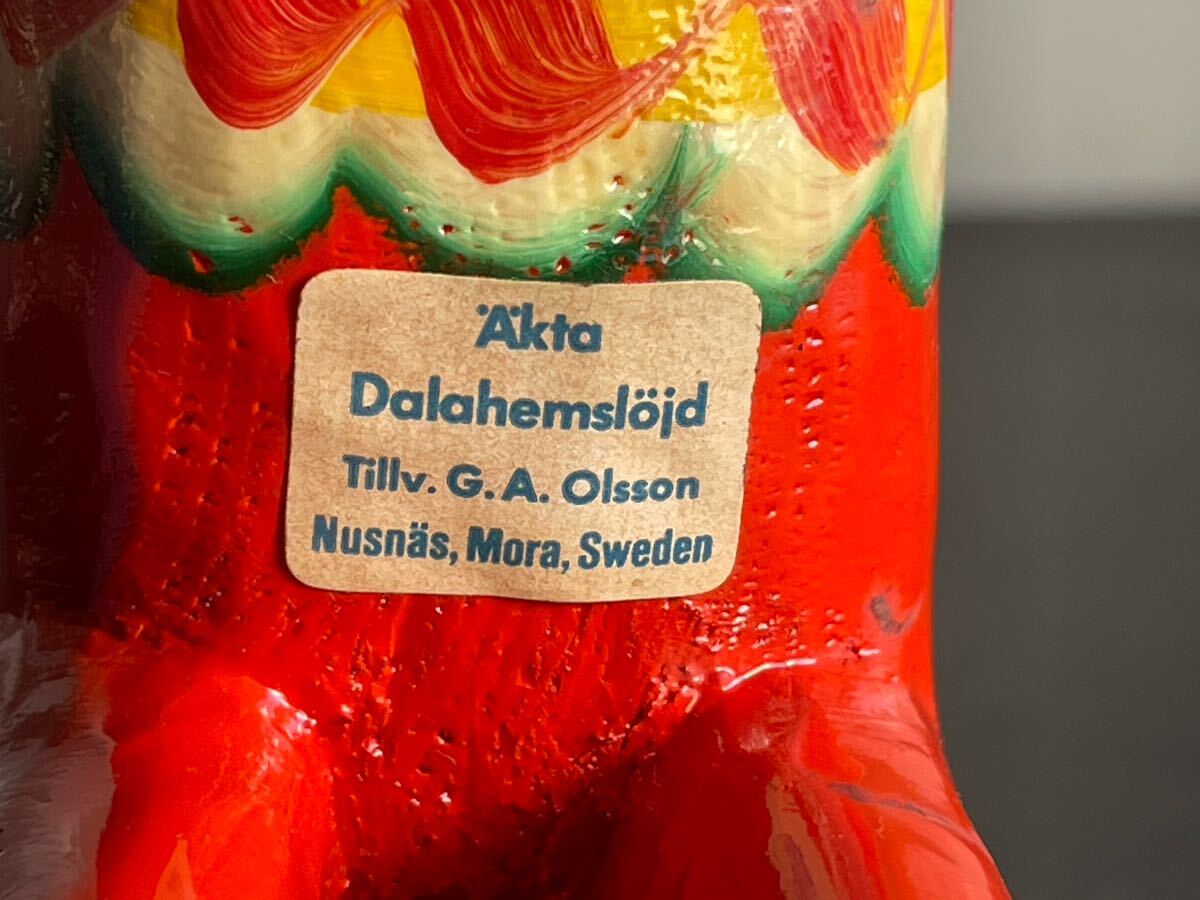 Äkta
Dalahemslöjd
Tillv. G. A. Olsson
Nusnäs, Mora, Sweden